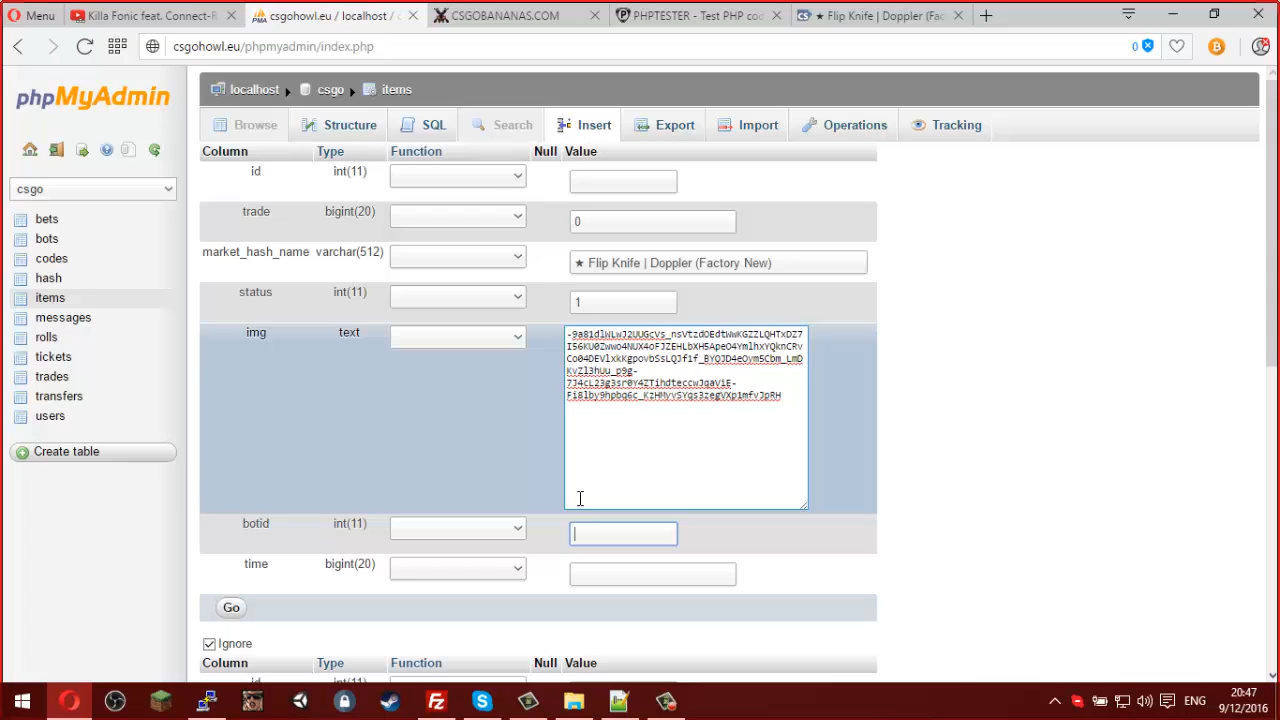 Menu
Killa Fonic feat. Connect-R
csgohowl.eu / localhost /
CSGOBANANAS.COM
PHPTESTER - Test PHP cod
★ Flip Knife | Doppler (Fac
csgohowl.eu/phpmyadmin/index.php
0
phpMyAdmin
csgo
bets
bots
codes
hash
items
messages
rolls
tickets
trades
transfers
users
Create table
localhost csgo items
Browse Structure SQL Search Insert Export Import Operations Tracking
Column Type Function Null Value
id int(11)
trade bigint(20) 0
market_hash_name varchar(512) ★ Flip Knife | Doppler (Factory New)
status int(11) 1
img text
botid int(11)
time bigint(20)
Go
Ignore
Column Type Function Null Value
ENG
20:47
9/12/2016